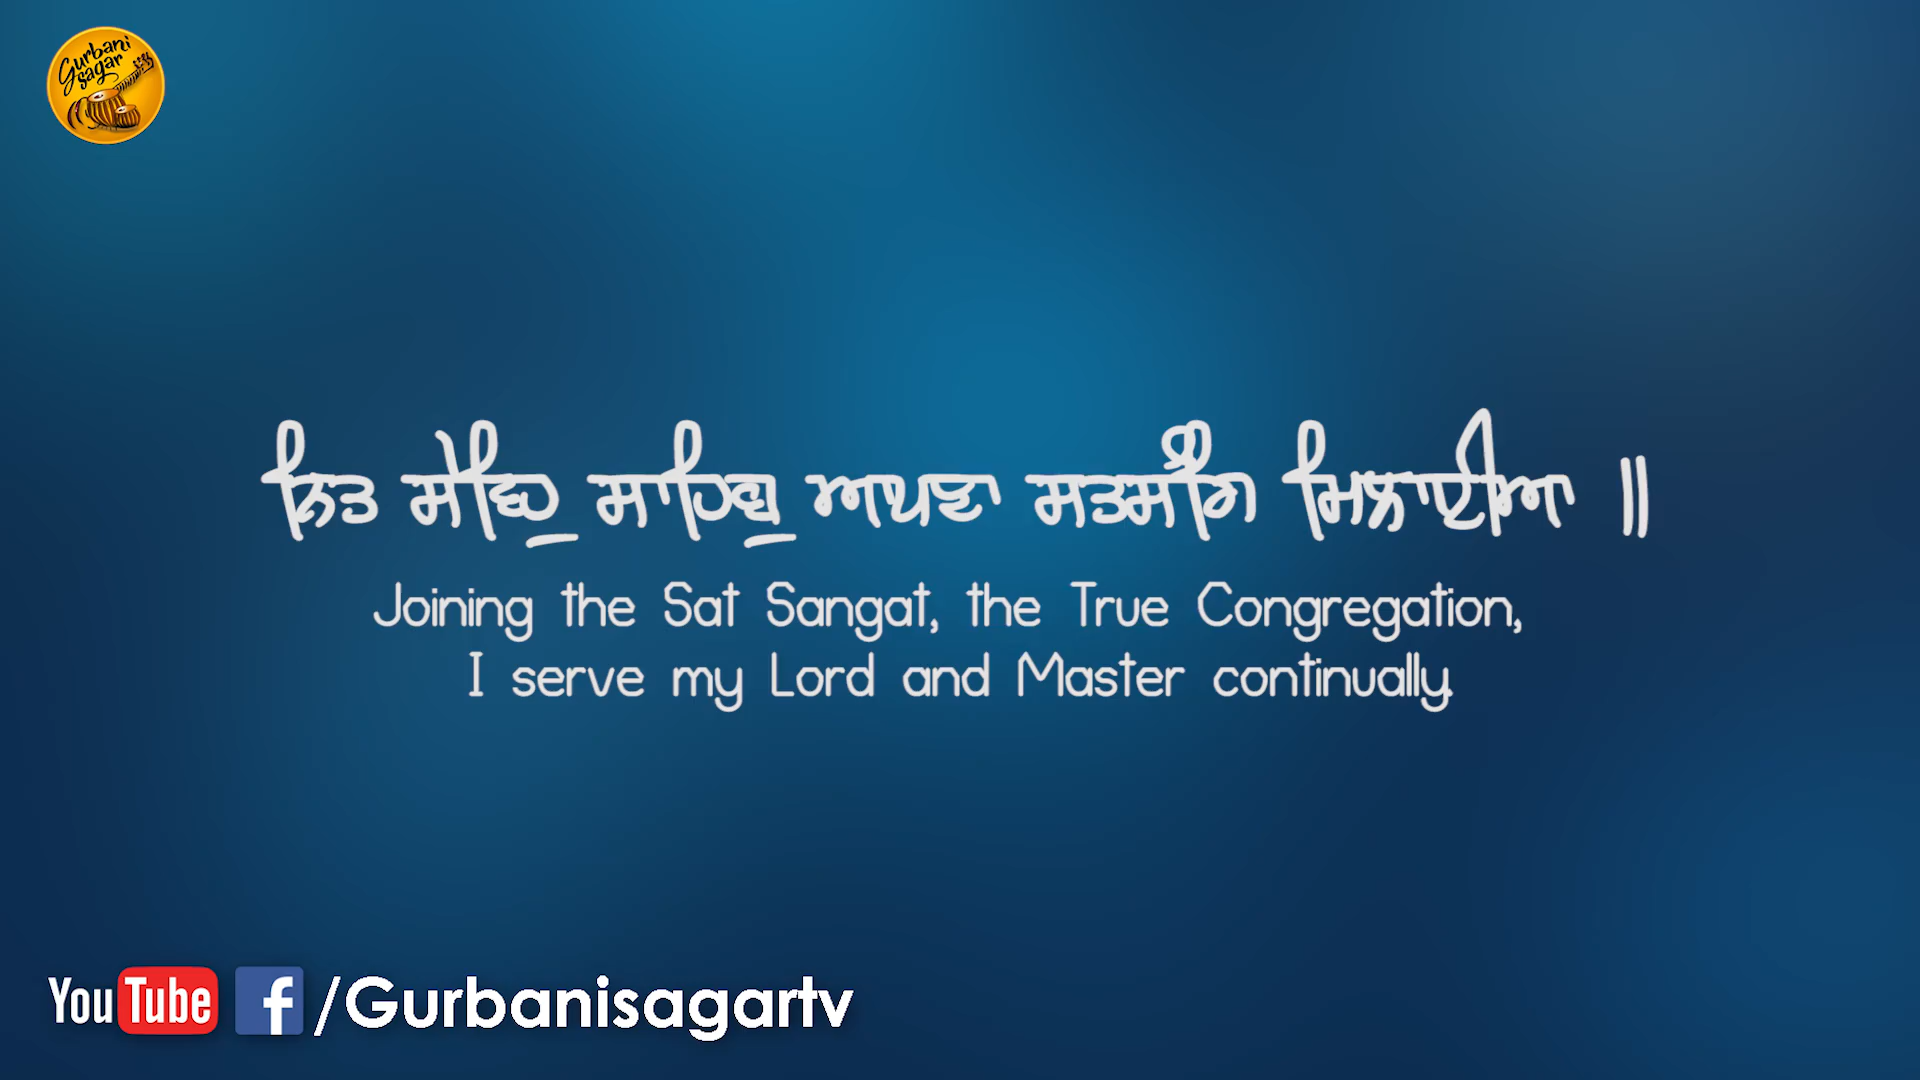 Gurbani
Sagar
ਨਿਤ ਸੇਵਿਹੁ ਸਾਹਿਬੁ ਆਪਣਾ ਸਤਸੰਗਿ ਮਿਲਾਈਆ ॥
Joining the Sat Sangat, the True Congregation,
I serve my Lord and Master continually.
YouTube f /Gurbanisagartv